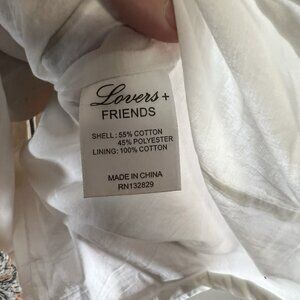 Lovers +
FRIENDS
SHELL: 55% COTTON
45% POLYESTER
LINING: 100% COTTON
MADE IN CHINA
RN132829